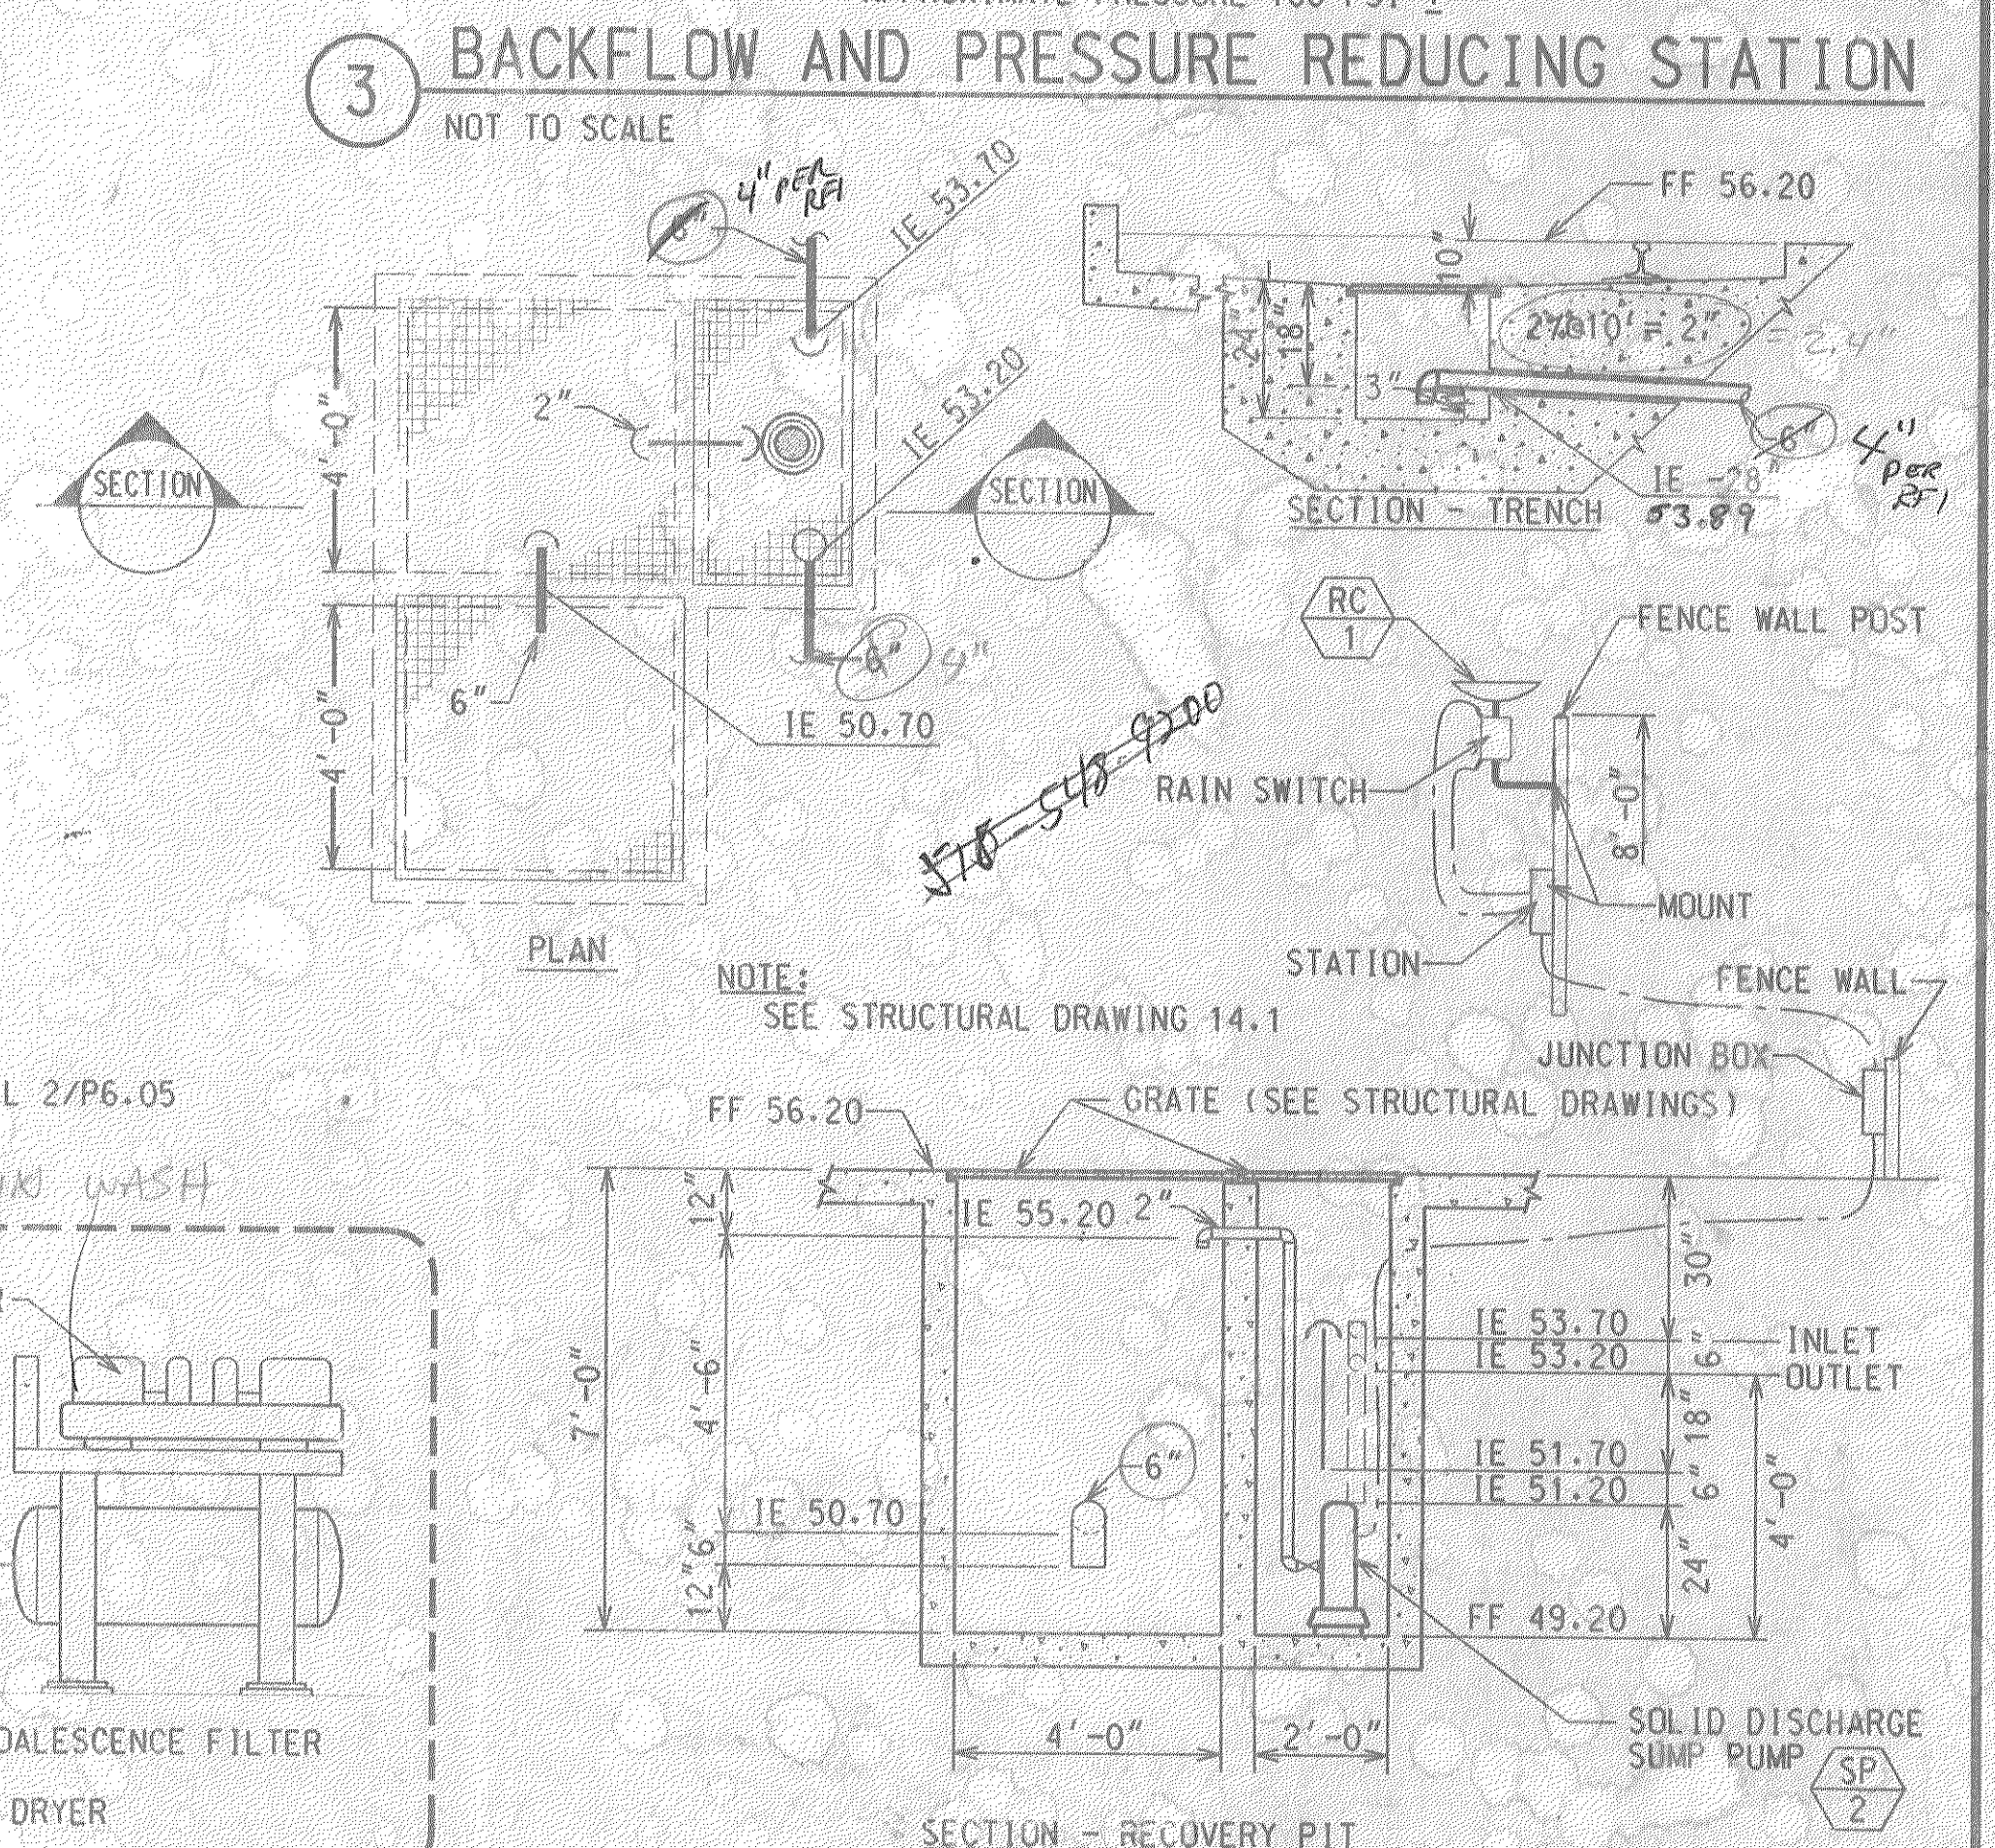 3
BACKFLOW AND PRESSURE REDUCING STATION
NOT TO SCALE
4" PER RFI
IE 53.70
FF 56.20
10"
24"
18"
2%@10' = 2."
= 2.4"
3"
6"
4" PER RFI
IE -28"
53.89
SECTION - TRENCH
4'-0"
2"
IE 53.20
SECTION
SECTION
6"
IE 50.70
4'-0"
6"
PLAN
RC
1
FENCE WALL POST
RAIN SWITCH
8'-0"
MOUNT
STATION
FENCE WALL
JUNCTION BOX
NOTE:
SEE STRUCTURAL DRAWING 14.1
L 2/P6.05
WASH
FF 56.20
GRATE (SEE STRUCTURAL DRAWINGS)
12"
IE 55.20
2"
30"
7'-0"
4'-6"
IE 53.70
6"
INLET
IE 53.20
OUTLET
18"
6"
IE 51.70
IE 51.20
6"
4'-0"
IE 50.70
6"
12"
24"
FF 49.20
4'-0"
2'-0"
SOLID DISCHARGE
SUMP PUMP
SP
2
OALESCENCE FILTER
DRYER
SECTION - RECOVERY PIT